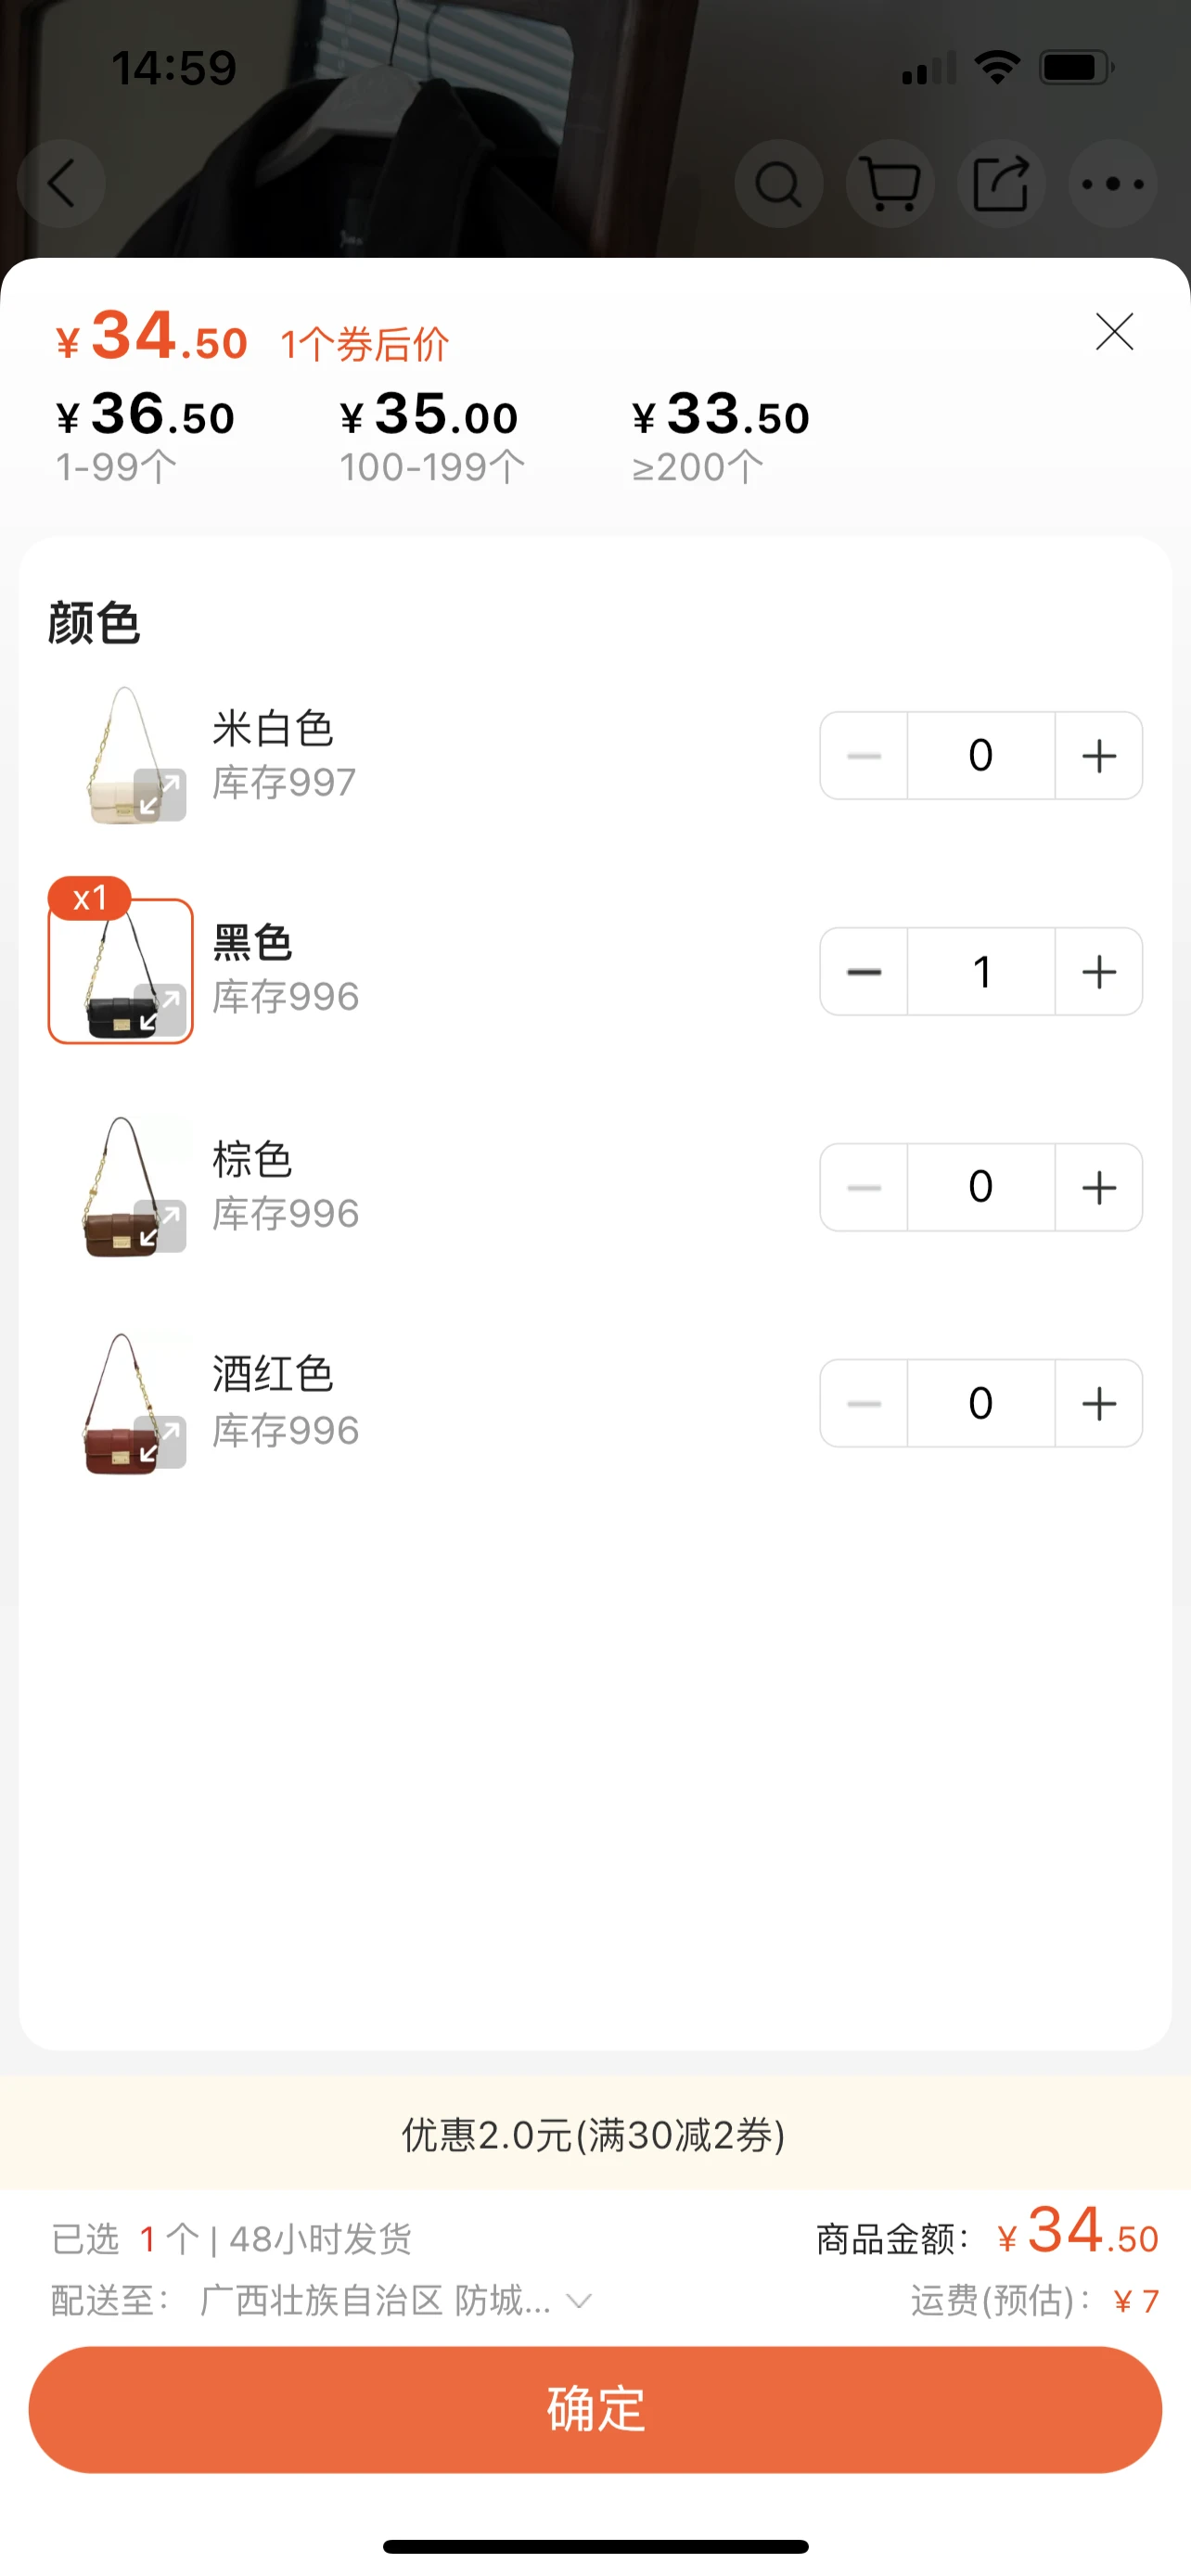 14:59
¥34.50 1个券后价
¥36.50 ¥35.00 ¥33.50
1-99个 100-199个 ≥200个
颜色
米白色
库存997
0
x1
黑色
库存996
1
棕色
库存996
0
酒红色
库存996
0
优惠2.0元(满30减2券)
已选 1 个 | 48小时发货 商品金额： ¥34.50
配送至： 广西壮族自治区 防城... 运费(预估)： ¥7
确定